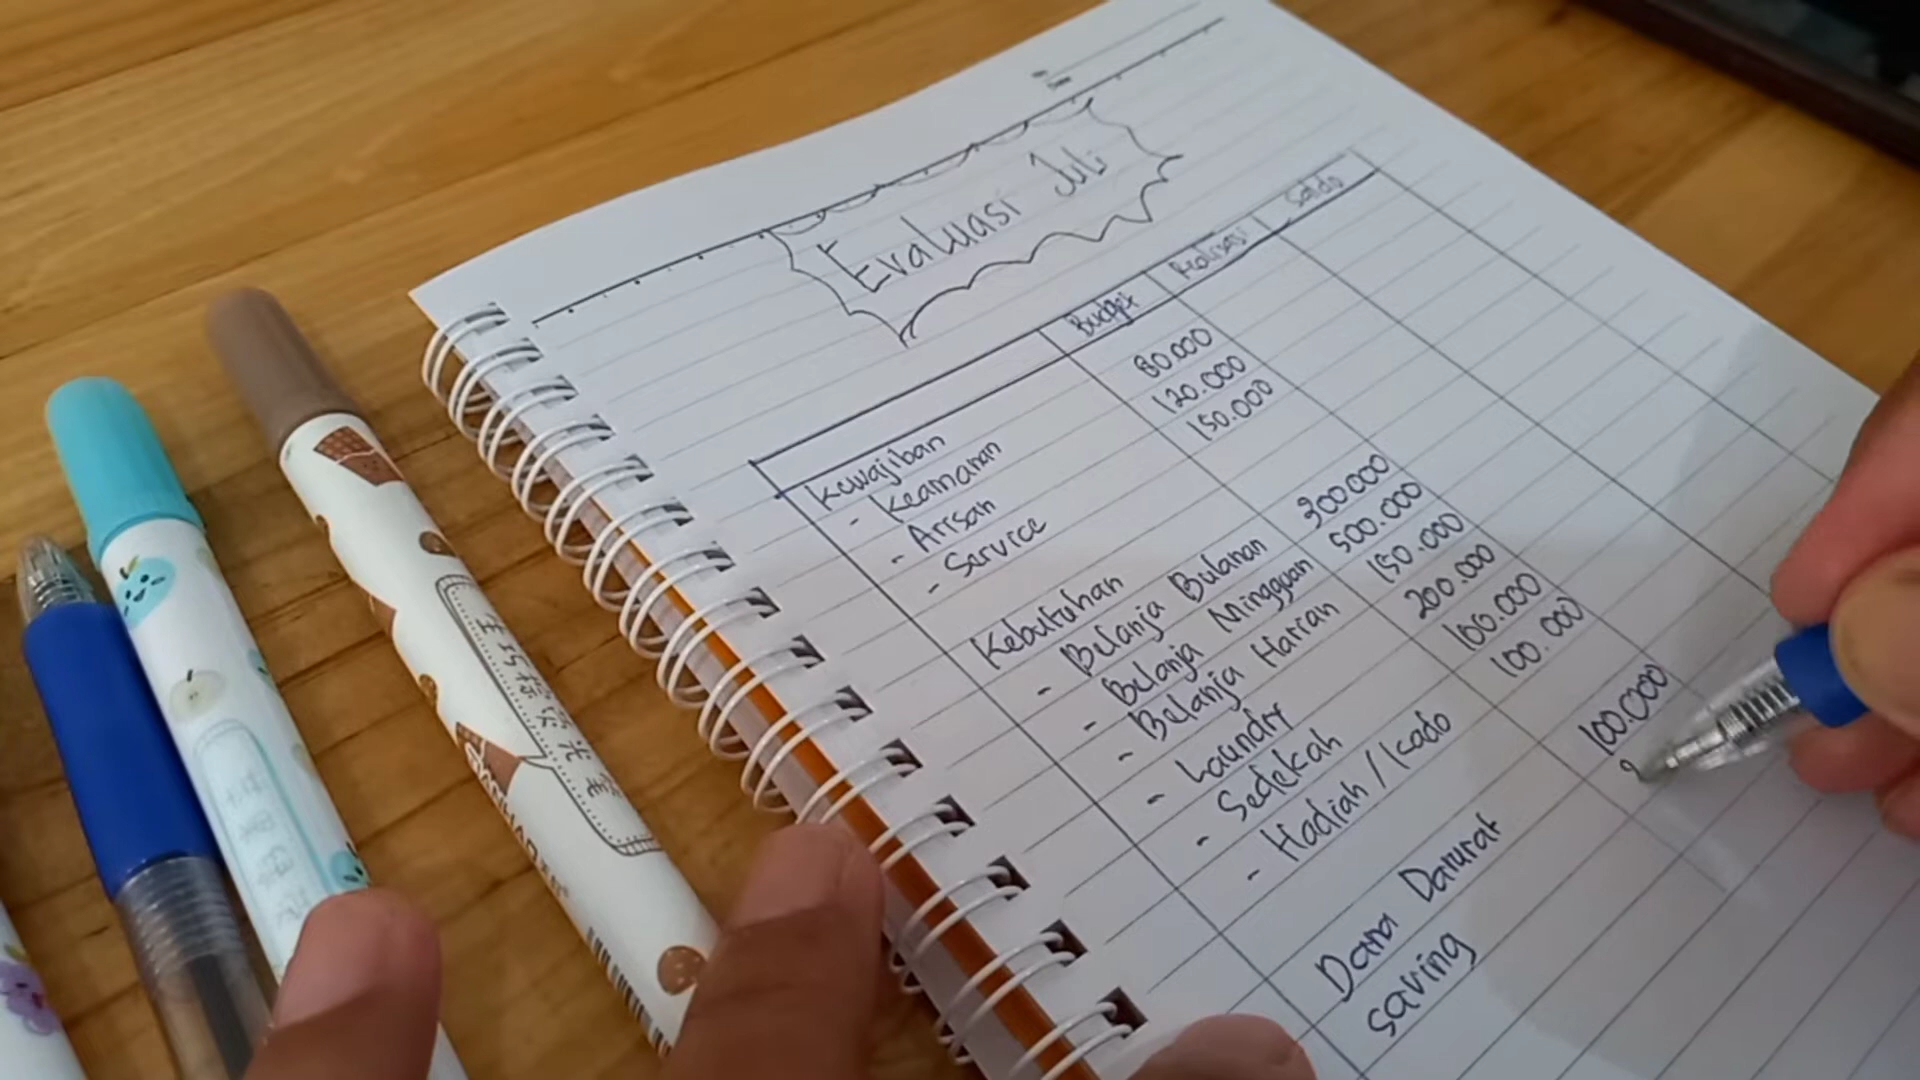 Evaluasi Juli
Budget Realisasi Saldo
Kewajiban
- Keamanan 80.000
- Arisan 120.000
- Service 150.000
Kebutuhan
- Belanja Bulanan 300.000
- Belanja Mingguan 500.000
- Belanja Harian 150.000
- Laundry 200.000
- Sedekah 100.000
- Hadiah / Kado 100.000
Dana Darurat 100.000
Saving